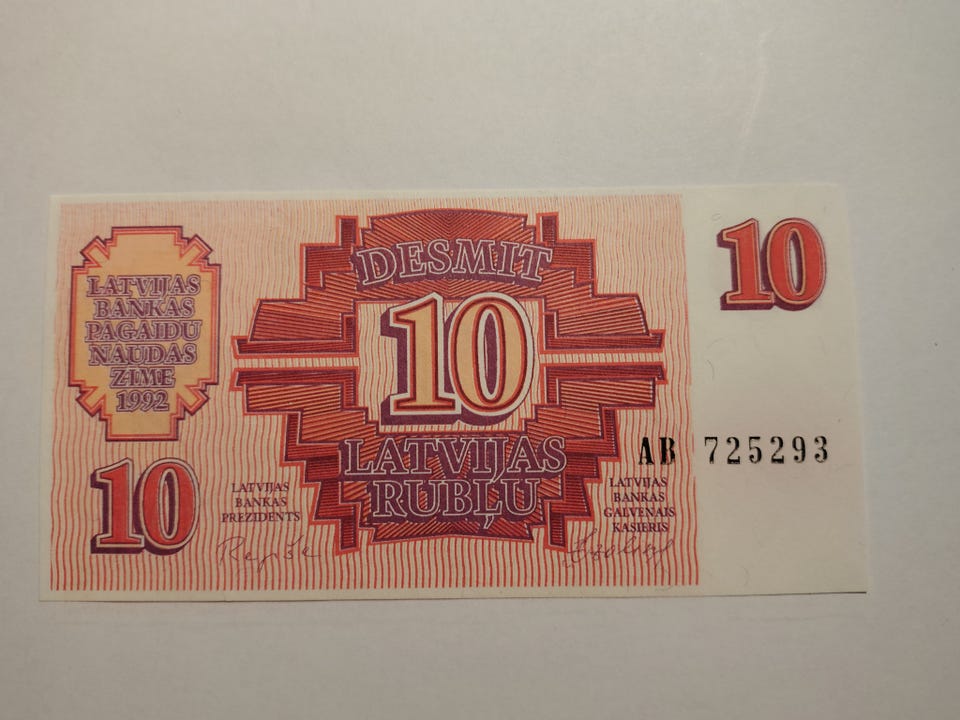 LATVIJAS
BANKAS
PAGAIDU
NAUDAS
ZĪME
1992
10
DESMIT
10
LATVIJAS
RUBĻU
LATVIJAS
BANKAS
PREZIDENTS
LATVIJAS
BANKAS
GALVENAIS
KASIERIS
10
AB 725293